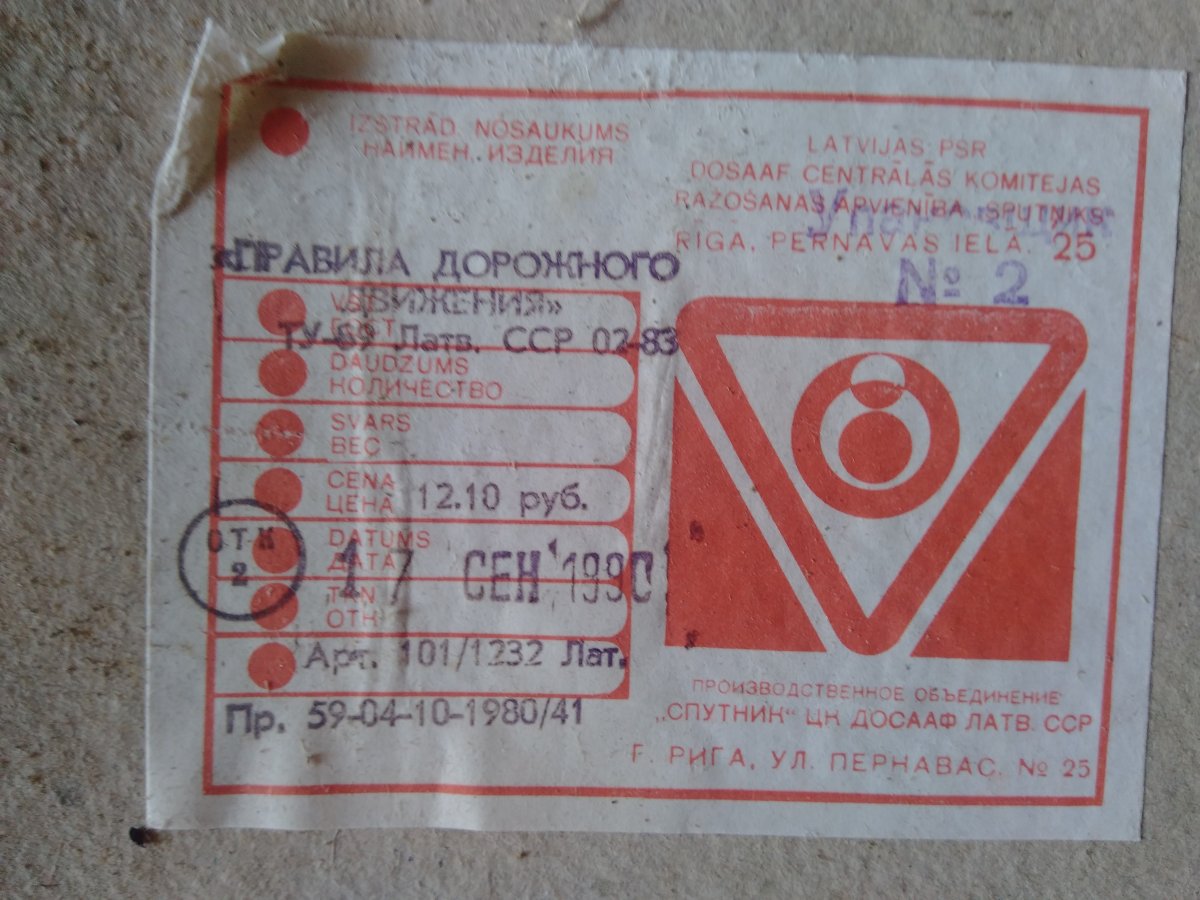 IZSTRĀD. NOSAUKUMS
НАИМЕН. ИЗДЕЛИЯ
LATVIJAS PSR
DOSAAF CENTRĀLĀS KOMITEJAS
RAŽOŠANAS APVIENĪBA „SPUTNIKS“
RĪGA, PERNAVAS IELA. 25
№ 2
«ПРАВИЛА ДОРОЖНОГО
ДВИЖЕНИЯ»
ТУ-69 Латв. ССР 02-83
DAUDZUMS
КОЛИЧЕСТВО
SVARS
ВЕС
CENA
ЦЕНА 12.10 руб.
DATUMS
ДАТА 17 СЕН 1990
ОТК
2
ОТК
Арт. 101/1232 Лат.
Пр. 59-04-10-1980/41
ПРОИЗВОДСТВЕННОЕ ОБЪЕДИНЕНИЕ
„СПУТНИК“ ЦК ДОСААФ ЛАТВ. ССР
Г. РИГА, УЛ. ПЕРНАВАС, № 25